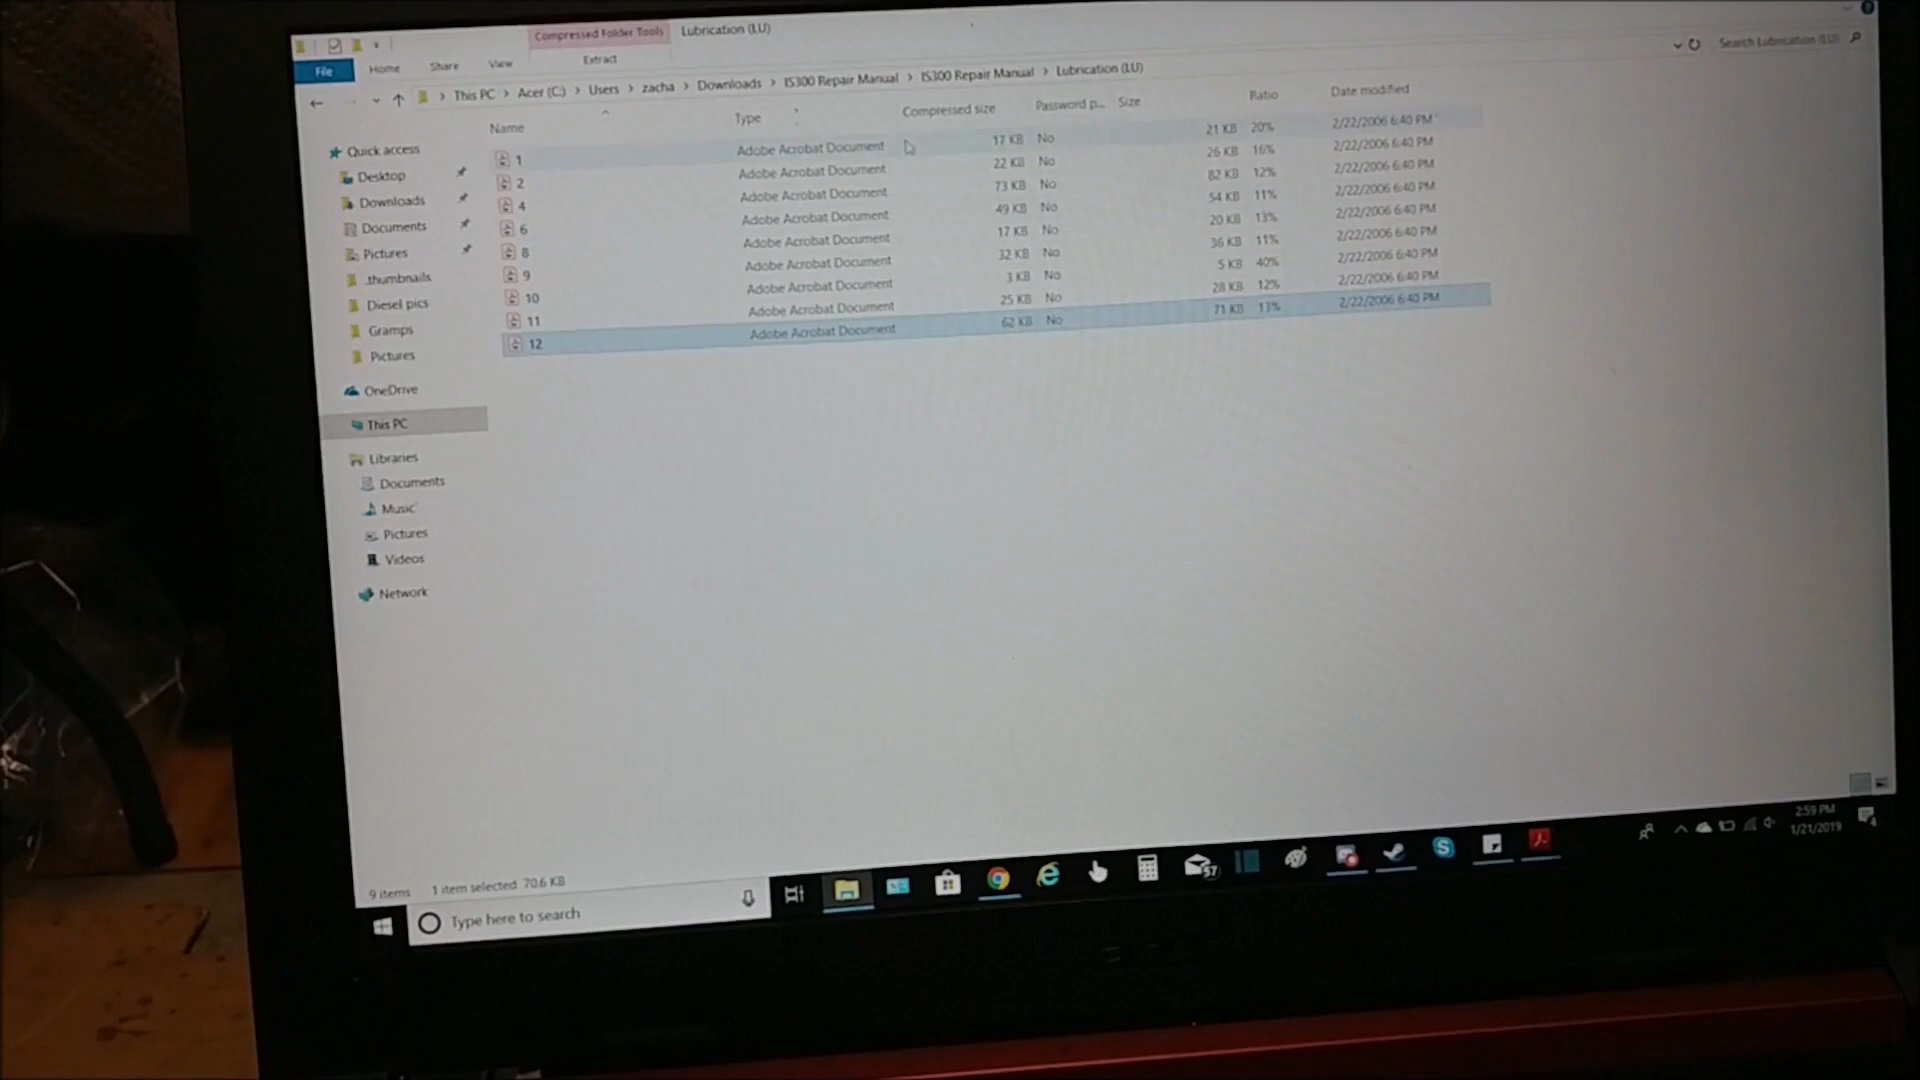 Compressed Folder Tools Lubrication (LU)
File Home Share View Extract
This PC > Acer (C:) > Users > zacha > Downloads > IS300 Repair Manual > IS300 Repair Manual > Lubrication (LU) Search Lubrication (LU)
Name Type Compressed size Password p... Size Ratio Date modified
1 Adobe Acrobat Document 17 KB No 21 KB 20% 2/22/2006 6:40 PM
2 Adobe Acrobat Document 22 KB No 26 KB 16% 2/22/2006 6:40 PM
4 Adobe Acrobat Document 73 KB No 82 KB 12% 2/22/2006 6:40 PM
6 Adobe Acrobat Document 49 KB No 54 KB 11% 2/22/2006 6:40 PM
8 Adobe Acrobat Document 17 KB No 20 KB 13% 2/22/2006 6:40 PM
9 Adobe Acrobat Document 32 KB No 36 KB 11% 2/22/2006 6:40 PM
10 Adobe Acrobat Document 3 KB No 5 KB 40% 2/22/2006 6:40 PM
11 Adobe Acrobat Document 25 KB No 28 KB 12% 2/22/2006 6:40 PM
12 Adobe Acrobat Document 62 KB No 71 KB 13% 2/22/2006 6:40 PM
Quick access
Desktop
Downloads
Documents
Pictures
.thumbnails
Diesel pics
Gramps
Pictures
OneDrive
This PC
Libraries
Documents
Music
Pictures
Videos
Network
9 items 1 item selected 70.6 KB
Type here to search
57
2:59 PM
1/21/2019